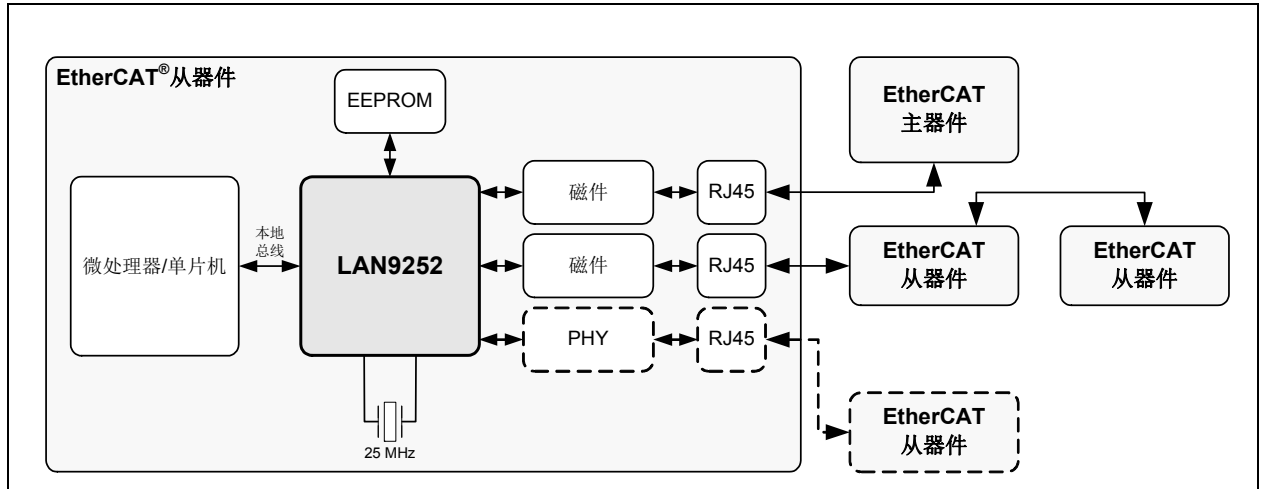 EtherCAT®从器件
EEPROM
EtherCAT
主器件
磁件
RJ45
本地
总线
微处理器/单片机
LAN9252
磁件
RJ45
EtherCAT
从器件
EtherCAT
从器件
PHY
RJ45
EtherCAT
从器件
25 MHz